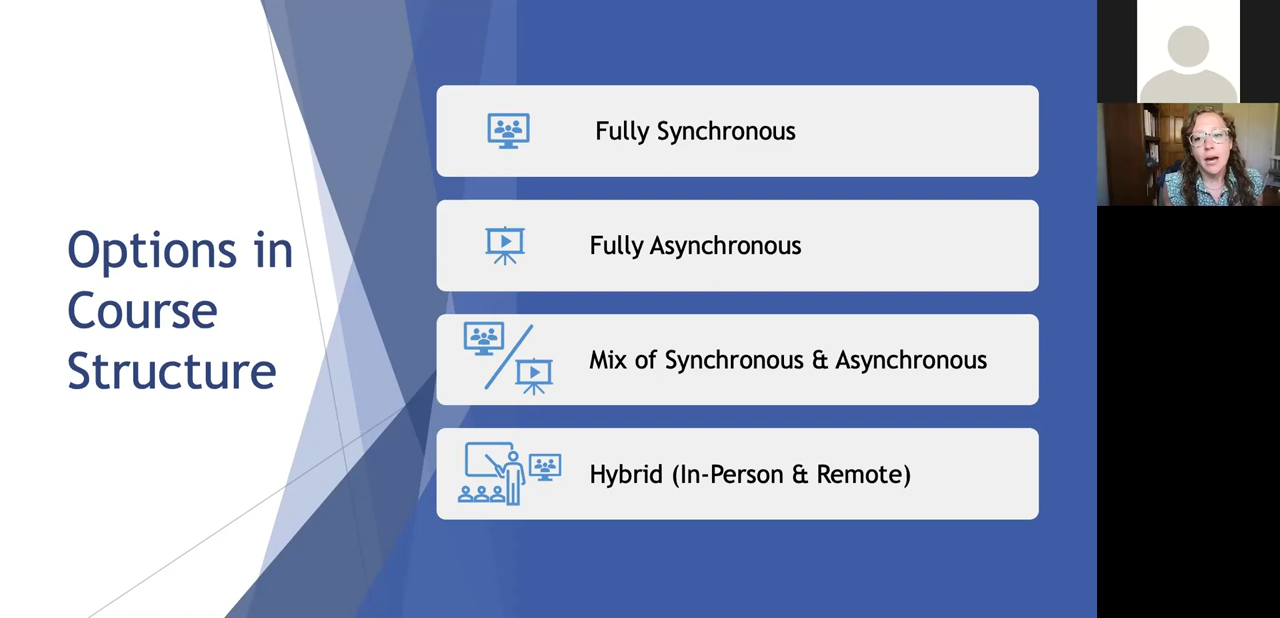 Options in
Course
Structure
Fully Synchronous
Fully Asynchronous
Mix of Synchronous & Asynchronous
Hybrid (In-Person & Remote)